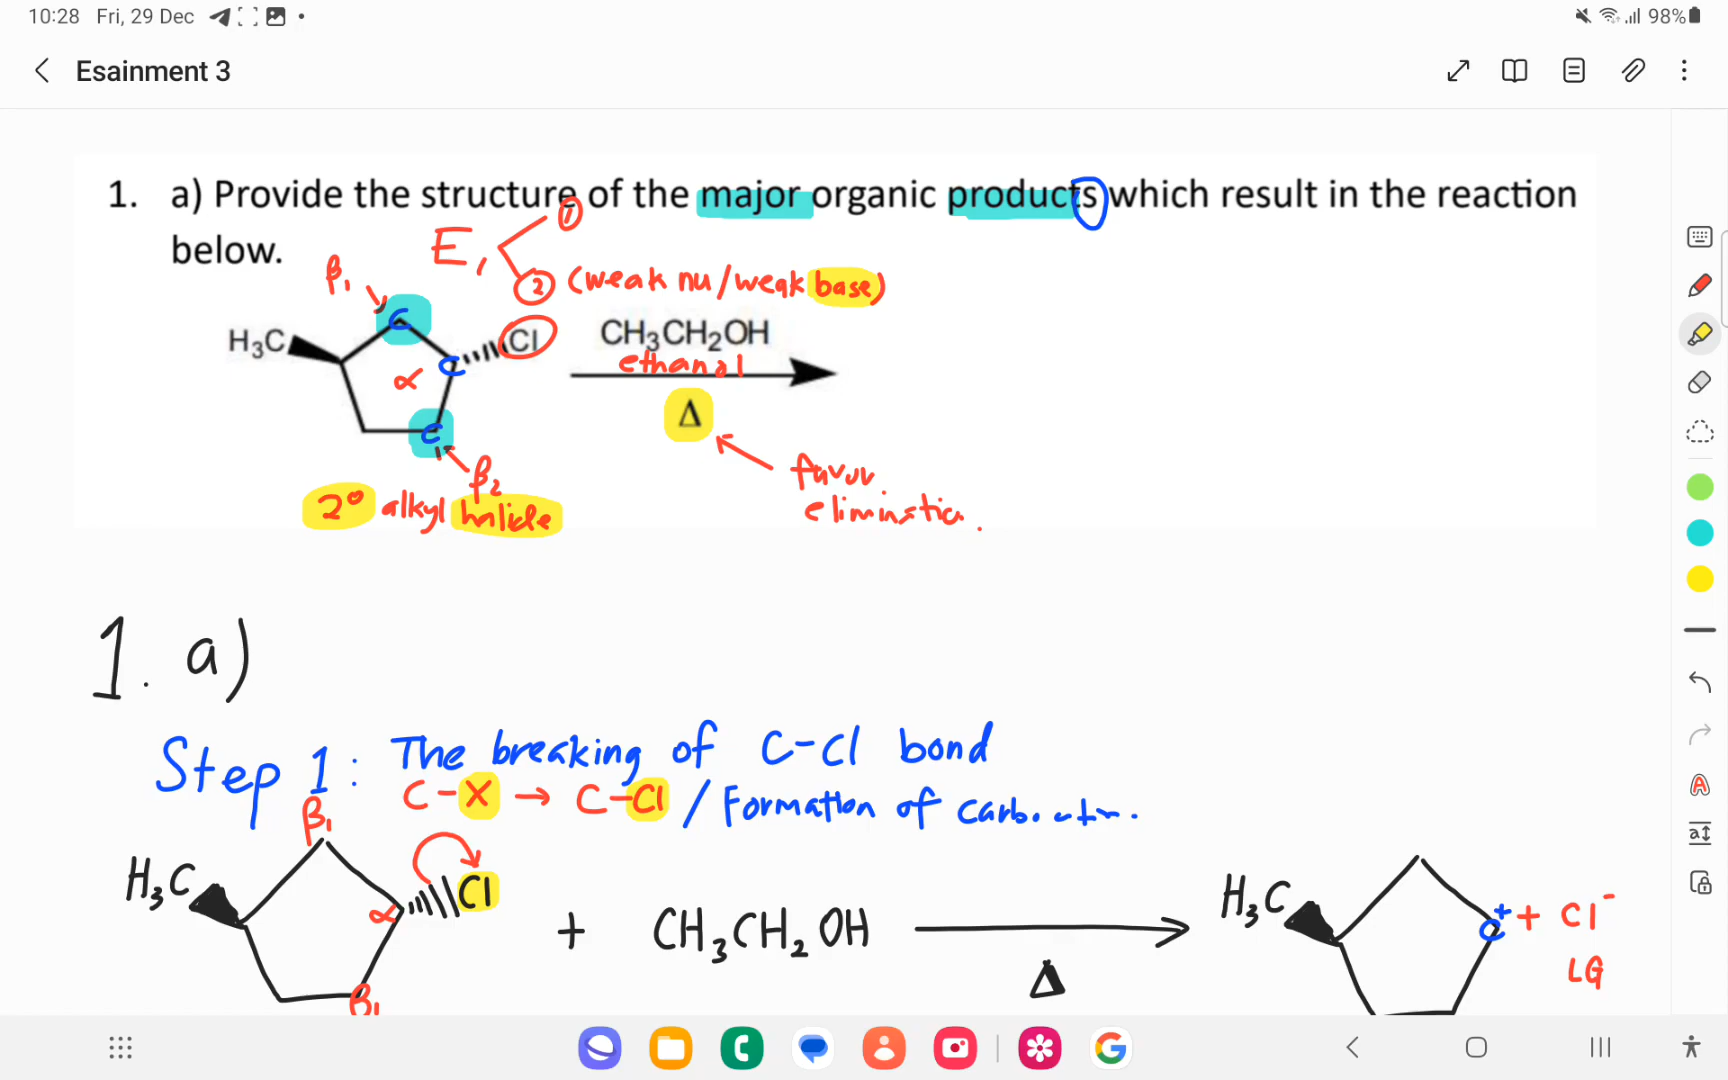 10:28 Fri, 29 Dec
98%
Esainment 3
1. a) Provide the structure of the major organic products which result in the reaction
below.
E1
①
② (weak nu/weak base)
β1
H₃C
C
C
Cl
α
C
β2
CH₃CH₂OH
ethanol
Δ
2° alkyl halide
favour
elimination.
1. a)
Step 1: The breaking of C-Cl bond
C-X → C-Cl / Formation of
β1
H₃C
Cl
α
β1
+ CH₃CH₂OH
Δ
H₃C
C+
+ Cl⁻
LG